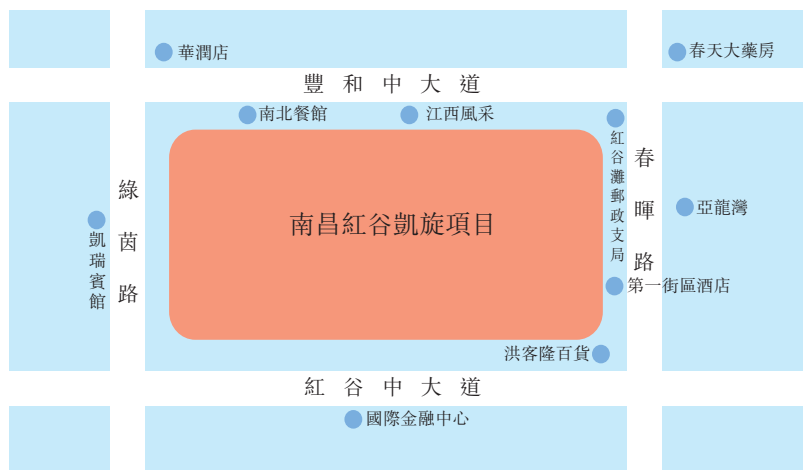 華潤店
春天大藥房
豐和中大道
南北餐館
江西風采
紅谷灘郵政支局
春暉路
綠茵路
凱瑞賓館
南昌紅谷凱旋項目
亞龍灣
第一街區酒店
洪客隆百貨
紅谷中大道
國際金融中心